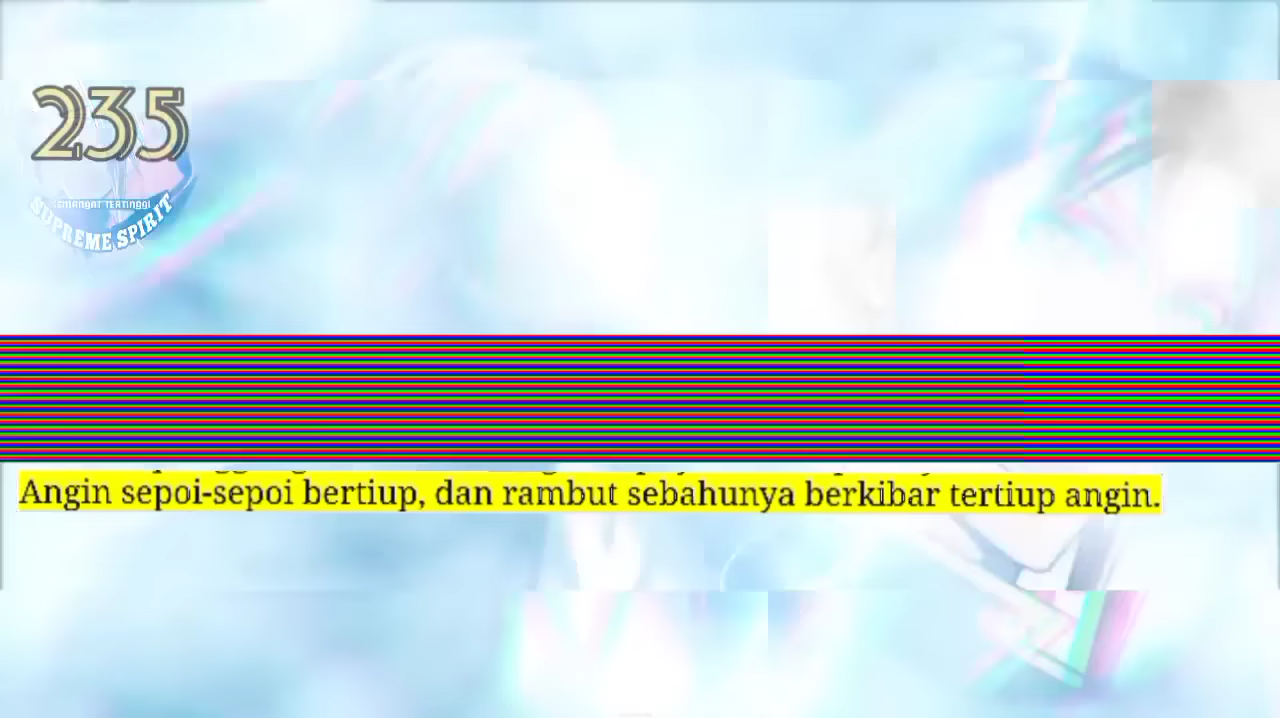 235
SEMANGAT TERTINGGI
SUPREME SPIRIT
Angin sepoi-sepoi bertiup, dan rambut sebahunya berkibar tertiup angin.